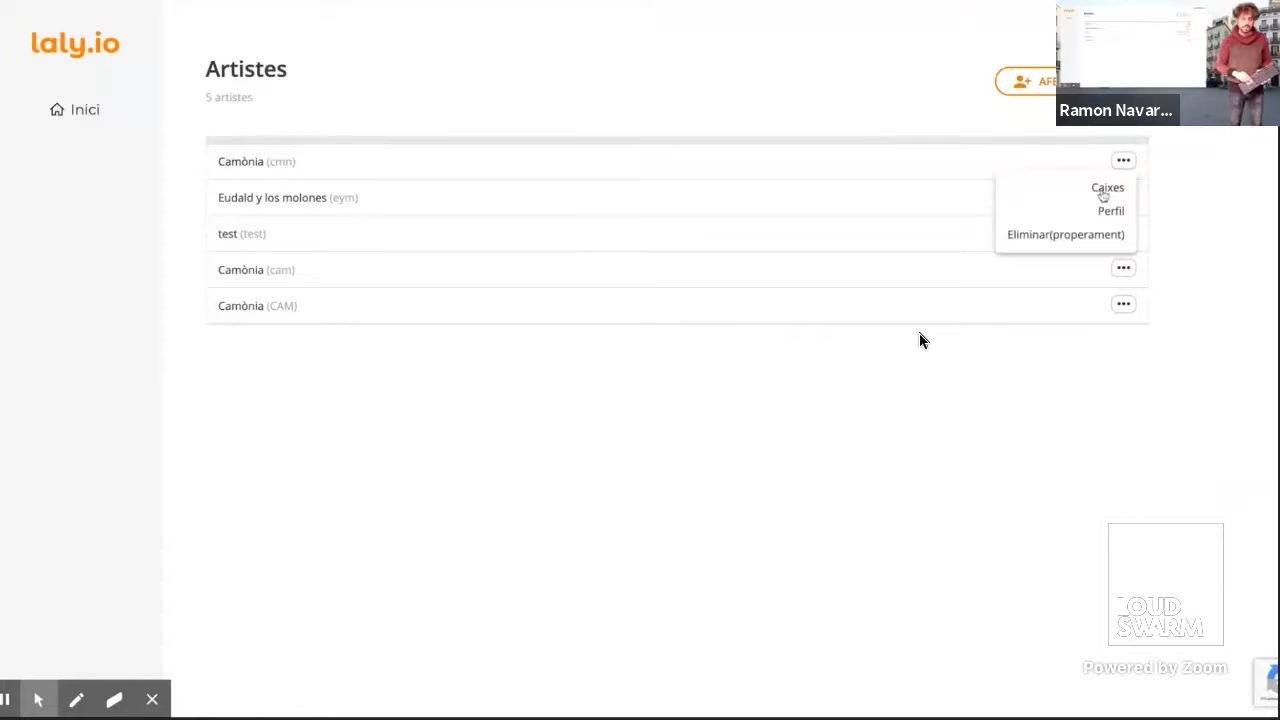 laly.io
Inici
Artistes
5 artistes
AFE
Ramon Navar...
Camònia (cmn)
Caixes
Perfil
Eliminar(properament)
Eudald y los molones (eym)
test (test)
Camònia (cam)
Camònia (CAM)
LOUD
SWARM
Powered by Zoom